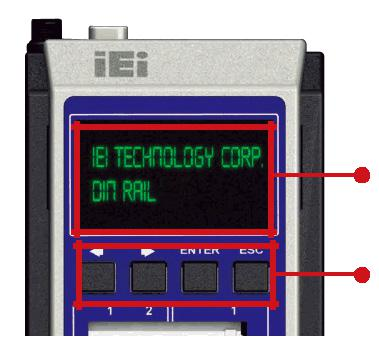 iEi
IEI TECHNOLOGY CORP.
DIN RAIL
ENTER ESC
1 2 1